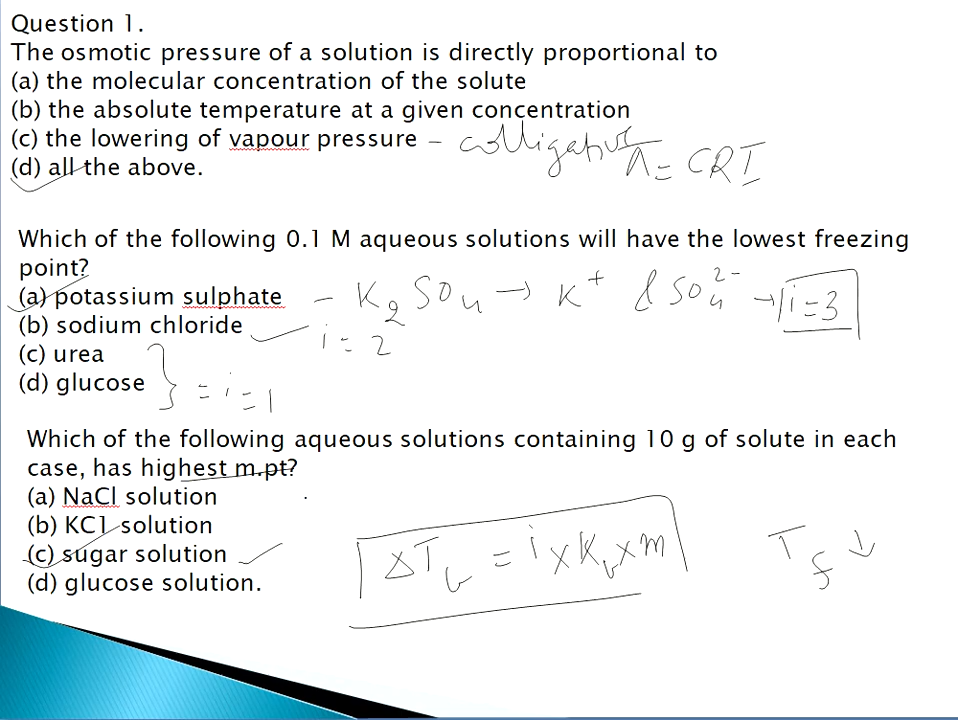 Question 1.
The osmotic pressure of a solution is directly proportional to
(a) the molecular concentration of the solute
(b) the absolute temperature at a given concentration
(c) the lowering of vapour pressure – colligative
(d) all the above. π = CRT
Which of the following 0.1 M aqueous solutions will have the lowest freezing
point?
(a) potassium sulphate – K2SO4 → K+ & SO4 2- → i = 3
(b) sodium chloride i = 2
(c) urea
(d) glucose } = i = 1
Which of the following aqueous solutions containing 10 g of solute in each
case, has highest m.pt?
(a) NaCl solution
(b) KC1 solution
(c) sugar solution
(d) glucose solution.
ΔTb = i × Kb × m
Tf ↓